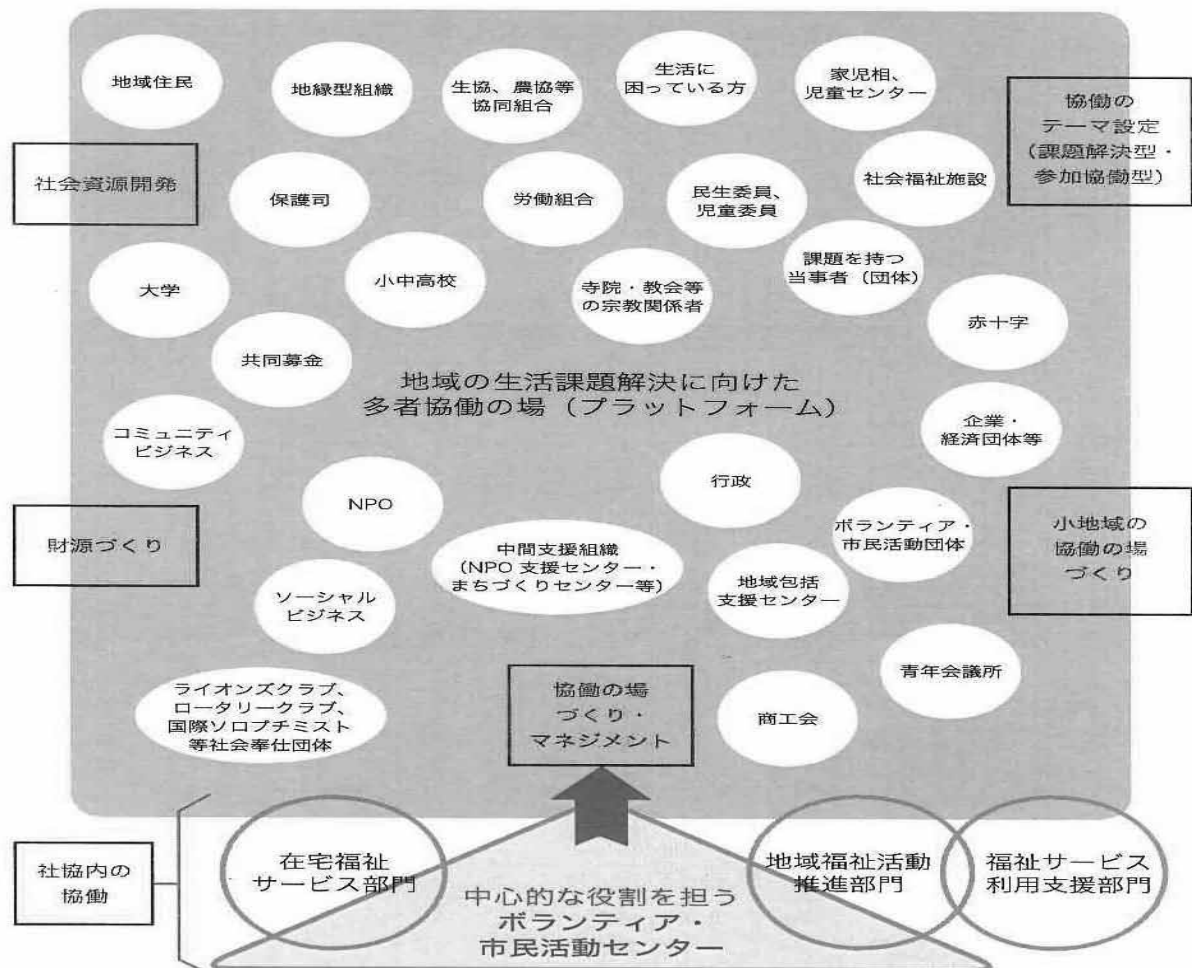 地域住民
地縁型組織
生協、農協等
協同組合
生活に
困っている方
家児相、
児童センター
協働の
テーマ設定
(課題解決型・
参加協働型)
社会資源開発
保護司
労働組合
民生委員、
児童委員
社会福祉施設
大学
小中高校
寺院・教会等
の宗教関係者
課題を持つ
当事者(団体)
赤十字
共同募金
地域の生活課題解決に向けた
多者協働の場(プラットフォーム)
コミュニティ
ビジネス
企業・
経済団体等
NPO
行政
財源づくり
中間支援組織
(NPO 支援センター・
まちづくりセンター等)
ボランティア・
市民活動団体
小地域の
協働の場
づくり
ソーシャル
ビジネス
地域包括
支援センター
青年会議所
ライオンズクラブ、
ロータリークラブ、
国際ソロプチミスト
等社会奉仕団体
協働の場
づくり・
マネジメント
商工会
社協内の
協働
在宅福祉
サービス部門
中心的な役割を担う
ボランティア・
市民活動センター
地域福祉活動
推進部門
福祉サービス
利用支援部門